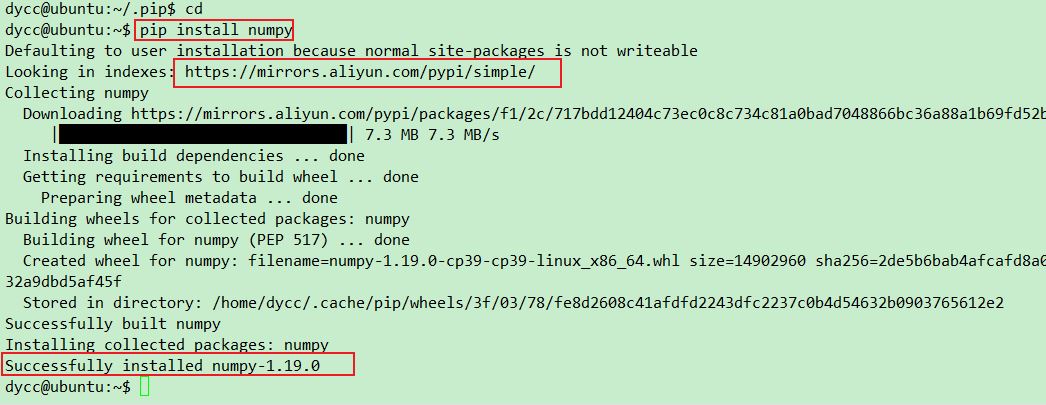 dycc@ubuntu:~/.pip$ cd
dycc@ubuntu:~$ pip install numpy
Defaulting to user installation because normal site-packages is not writeable
Looking in indexes: https://mirrors.aliyun.com/pypi/simple/
Collecting numpy
  Downloading https://mirrors.aliyun.com/pypi/packages/f1/2c/717bdd12404c73ec0c8c734c81a0bad7048866bc36a88a1b69fd52b
     |████████████████████████████████| 7.3 MB 7.3 MB/s
  Installing build dependencies ... done
  Getting requirements to build wheel ... done
    Preparing wheel metadata ... done
Building wheels for collected packages: numpy
  Building wheel for numpy (PEP 517) ... done
  Created wheel for numpy: filename=numpy-1.19.0-cp39-cp39-linux_x86_64.whl size=14902960 sha256=2de5b6bab4afcafd8a0
32a9dbd5af45f
  Stored in directory: /home/dycc/.cache/pip/wheels/3f/03/78/fe8d2608c41afdfd2243dfc2237c0b4d54632b0903765612e2
Successfully built numpy
Installing collected packages: numpy
Successfully installed numpy-1.19.0
dycc@ubuntu:~$